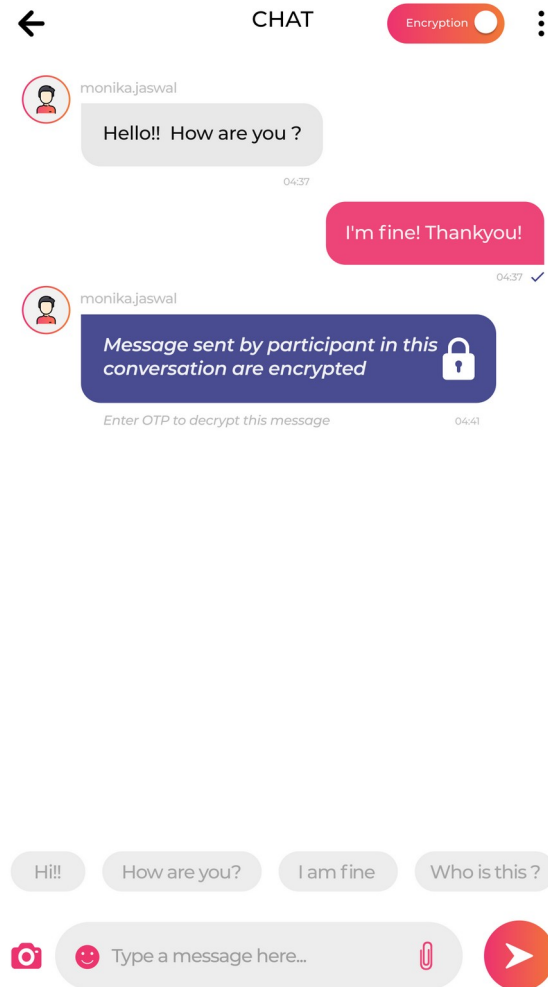 CHAT
Encryption
monika.jaswal
Hello!! How are you ?
04:37
I'm fine! Thankyou!
04:37
monika.jaswal
Message sent by participant in this
conversation are encrypted
Enter OTP to decrypt this message
04:41
Hi!!
How are you?
I am fine
Who is this ?
Type a message here...